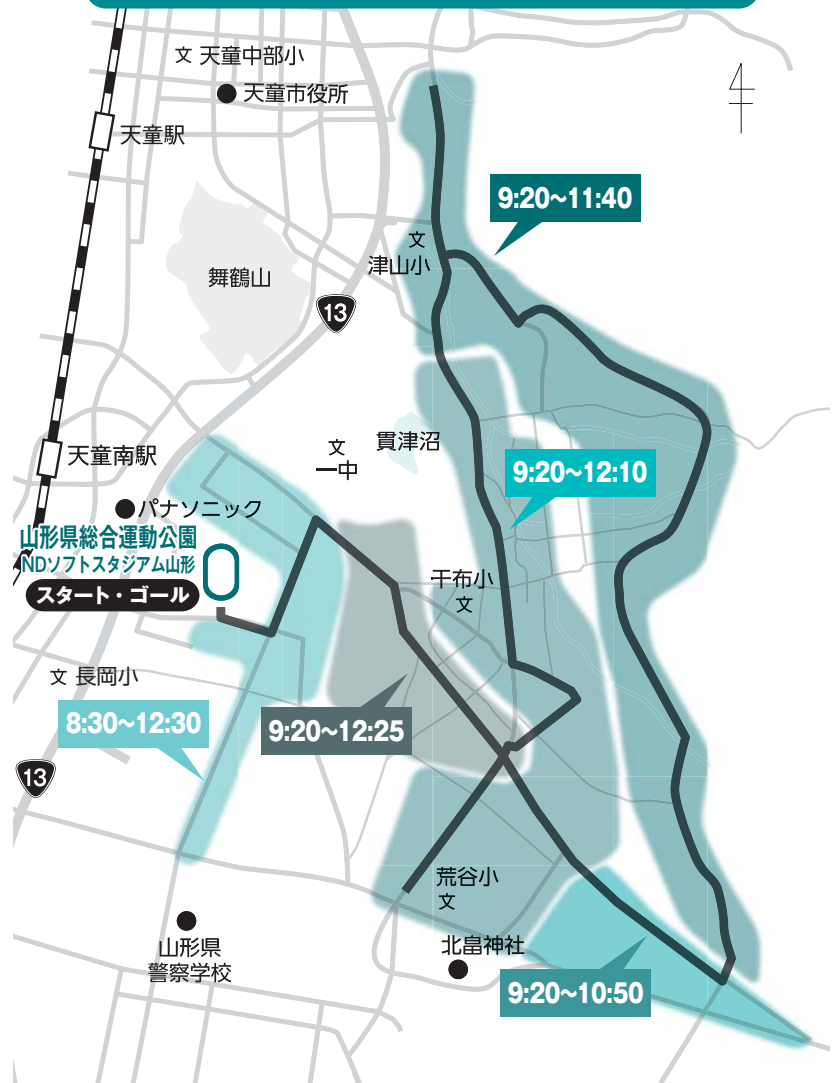 文 天童中部小
天童市役所
天童駅
9:20~11:40
文
津山小
舞鶴山
13
天童南駅
文
一中
貫津沼
9:20~12:10
パナソニック
山形県総合運動公園
NDソフトスタジアム山形
スタート・ゴール
干布小
文
文 長岡小
8:30~12:30
9:20~12:25
13
荒谷小
文
山形県
警察学校
北畠神社
9:20~10:50